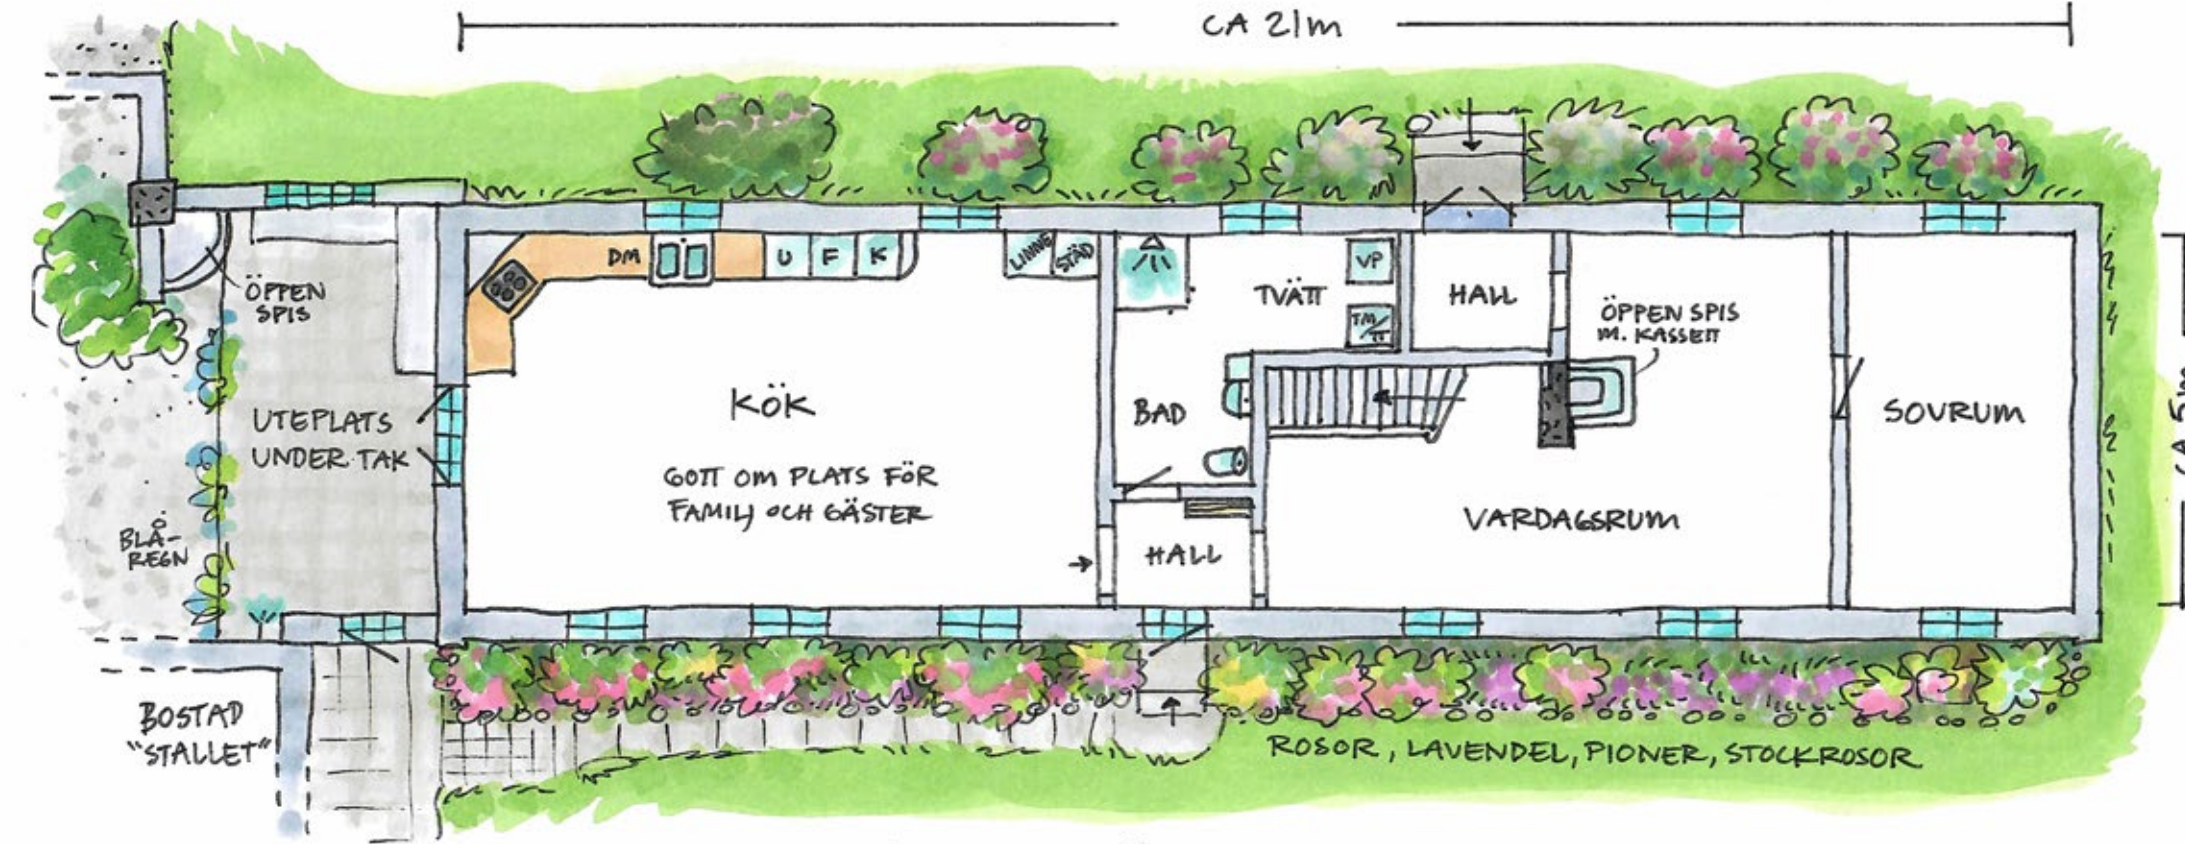 CA 21m
DM
U
F
K
LINNE
STÄD
TVÄTT
VP
TM/TT
HALL
ÖPPEN SPIS
M. KASSETT
ÖPPEN
SPIS
UTEPLATS
UNDER TAK
KÖK
GOTT OM PLATS FÖR
FAMILJ OCH GÄSTER
BAD
SOVRUM
VARDAGSRUM
HALL
BLÅ-
REGN
CA 5m
BOSTAD
"STALLET"
ROSOR, LAVENDEL, PIONER, STOCKROSOR